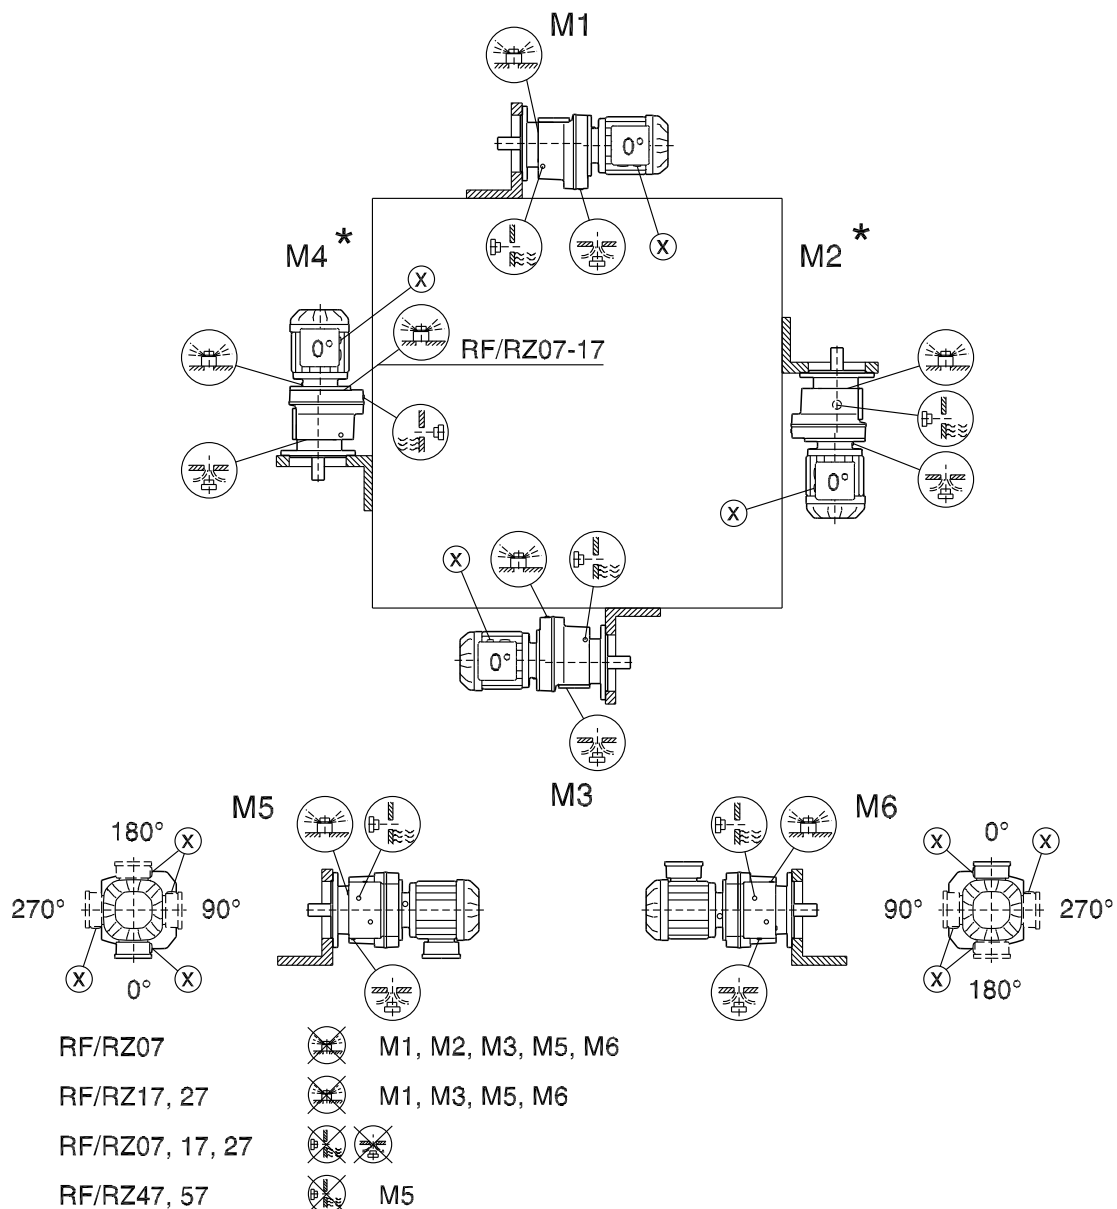 M1
0°
X
M4 *
M2 *
X
0°
RF/RZ07-17
0°
X
X
0°
M3
M5
M6
180°
X
270°
90°
X
0°
X
X
0°
X
90°
270°
X
180°
RF/RZ07 M1, M2, M3, M5, M6
RF/RZ17, 27 M1, M3, M5, M6
RF/RZ07, 17, 27
RF/RZ47, 57 M5